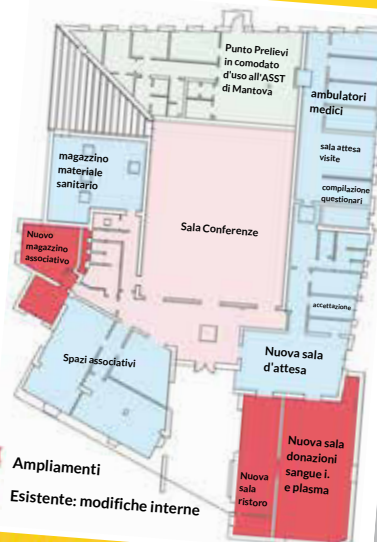 Punto Prelievi
in comodato
d'uso all'ASST
di Mantova
ambulatori
medici
sala attesa
visite
compilazione
questionari
magazzino
materiale
sanitario
Sala Conferenze
Nuovo
magazzino
associativo
accettazione
Spazi associativi
Nuova sala
d'attesa
Nuova
sala
ristoro
Nuova sala
donazioni
sangue i.
e plasma
Ampliamenti
Esistente: modifiche interne